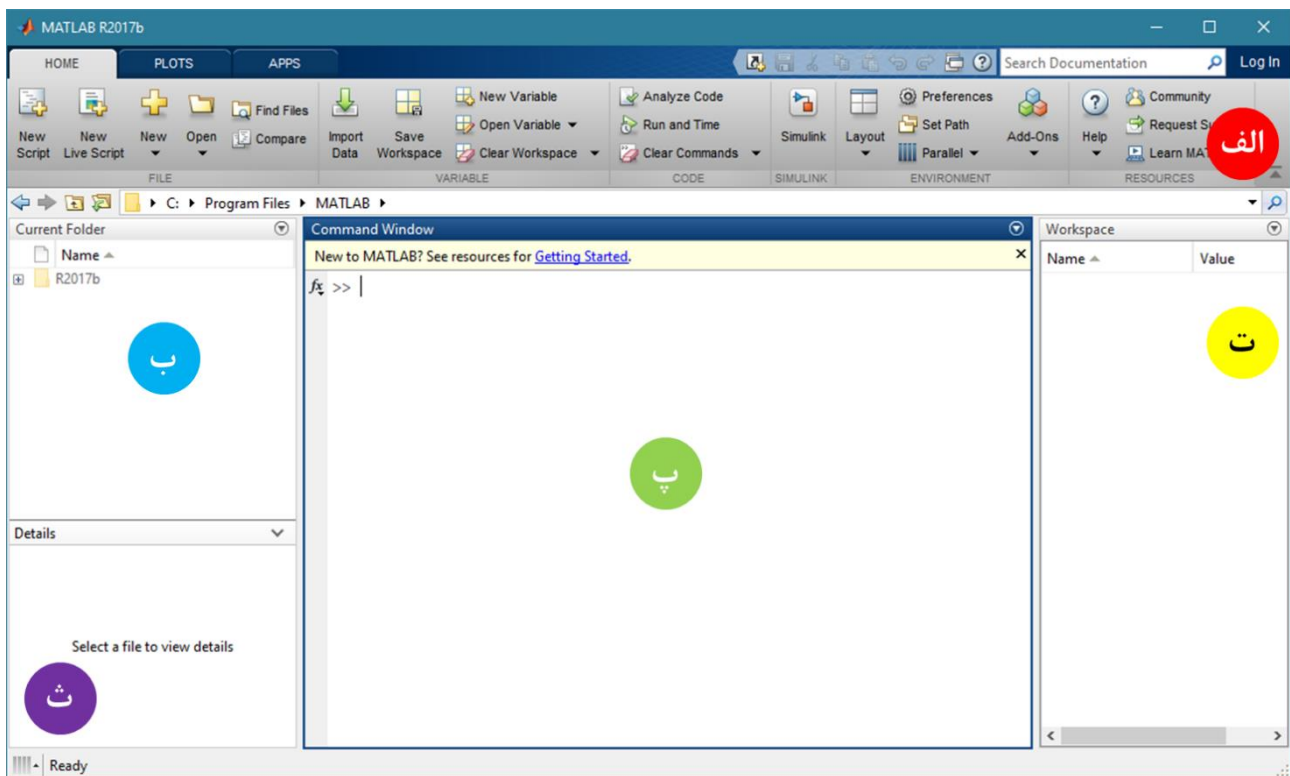 MATLAB R2017b
HOME PLOTS APPS Search Documentation Log In
New Script
New Live Script
New
Open
Find Files
Compare
FILE
Import Data
Save Workspace
New Variable
Open Variable
Clear Workspace
VARIABLE
Analyze Code
Run and Time
Clear Commands
CODE
Simulink
SIMULINK
Layout
Preferences
Set Path
Parallel
Add-Ons
ENVIRONMENT
Help
Community
Request
Learn
RESOURCES
الف
C: Program Files MATLAB
Current Folder
Name
R2017b
ب
Details
Select a file to view details
ث
Command Window
New to MATLAB? See resources for Getting Started.
fx >>
پ
Workspace
Name Value
ت
Ready